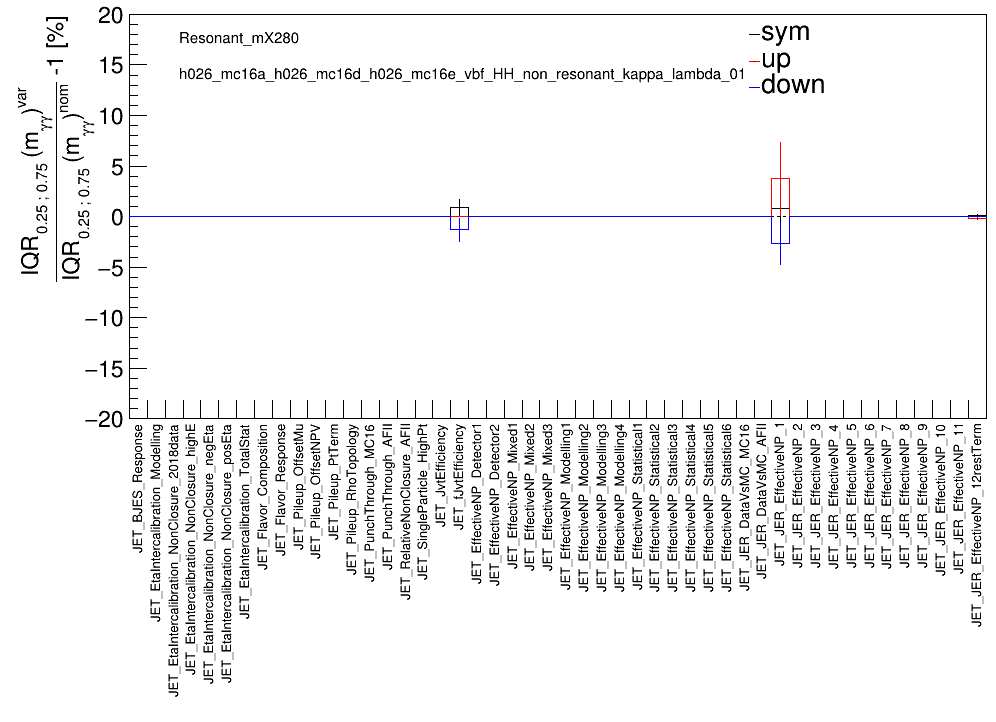 IQR0.25 ; 0.75 (mγγ)var
IQR0.25 ; 0.75 (mγγ)nom
-1 [%]
20
15
10
5
0
−5
−10
−15
−20
Resonant_mX280
h026_mc16a_h026_mc16d_h026_mc16e_vbf_HH_non_resonant_kappa_lambda_01
sym
up
down
JET_BJES_Response
JET_EtaIntercalibration_Modelling
JET_EtaIntercalibration_NonClosure_2018data
JET_EtaIntercalibration_NonClosure_highE
JET_EtaIntercalibration_NonClosure_negEta
JET_EtaIntercalibration_NonClosure_posEta
JET_EtaIntercalibration_TotalStat
JET_Flavor_Composition
JET_Flavor_Response
JET_Pileup_OffsetMu
JET_Pileup_OffsetNPV
JET_Pileup_PtTerm
JET_Pileup_RhoTopology
JET_PunchThrough_MC16
JET_PunchThrough_AFII
JET_RelativeNonClosure_AFII
JET_SingleParticle_HighPt
JET_JvtEfficiency
JET_fJvtEfficiency
JET_EffectiveNP_Detector1
JET_EffectiveNP_Detector2
JET_EffectiveNP_Mixed1
JET_EffectiveNP_Mixed2
JET_EffectiveNP_Mixed3
JET_EffectiveNP_Modelling1
JET_EffectiveNP_Modelling2
JET_EffectiveNP_Modelling3
JET_EffectiveNP_Modelling4
JET_EffectiveNP_Statistical1
JET_EffectiveNP_Statistical2
JET_EffectiveNP_Statistical3
JET_EffectiveNP_Statistical4
JET_EffectiveNP_Statistical5
JET_EffectiveNP_Statistical6
JET_JER_DataVsMC_MC16
JET_JER_DataVsMC_AFII
JET_JER_EffectiveNP_1
JET_JER_EffectiveNP_2
JET_JER_EffectiveNP_3
JET_JER_EffectiveNP_4
JET_JER_EffectiveNP_5
JET_JER_EffectiveNP_6
JET_JER_EffectiveNP_7
JET_JER_EffectiveNP_8
JET_JER_EffectiveNP_9
JET_JER_EffectiveNP_10
JET_JER_EffectiveNP_11
JET_JER_EffectiveNP_12restTerm